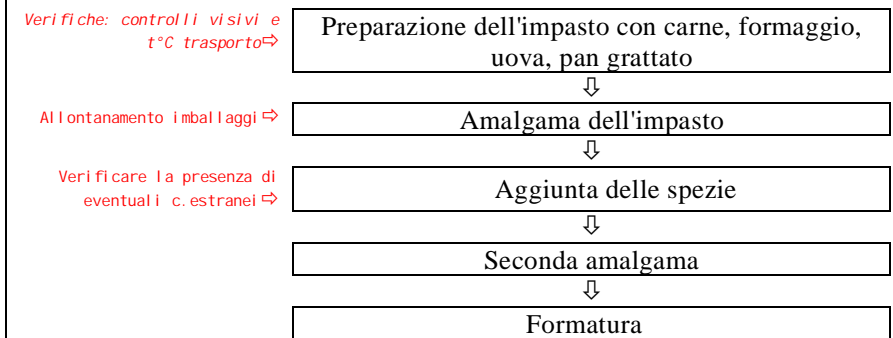 Verifiche: controlli visivi e
t°C trasporto⇨
Preparazione dell'impasto con carne, formaggio,
uova, pan grattato
⇩
Allontanamento imballaggi⇨
Amalgama dell'impasto
⇩
Verificare la presenza di
eventuali c.estranei⇨
Aggiunta delle spezie
⇩
Seconda amalgama
⇩
Formatura